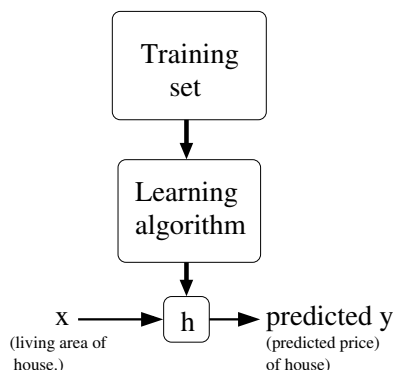 Training
set
Learning
algorithm
x
h
predicted y
(living area of
house.)
(predicted price)
of house)